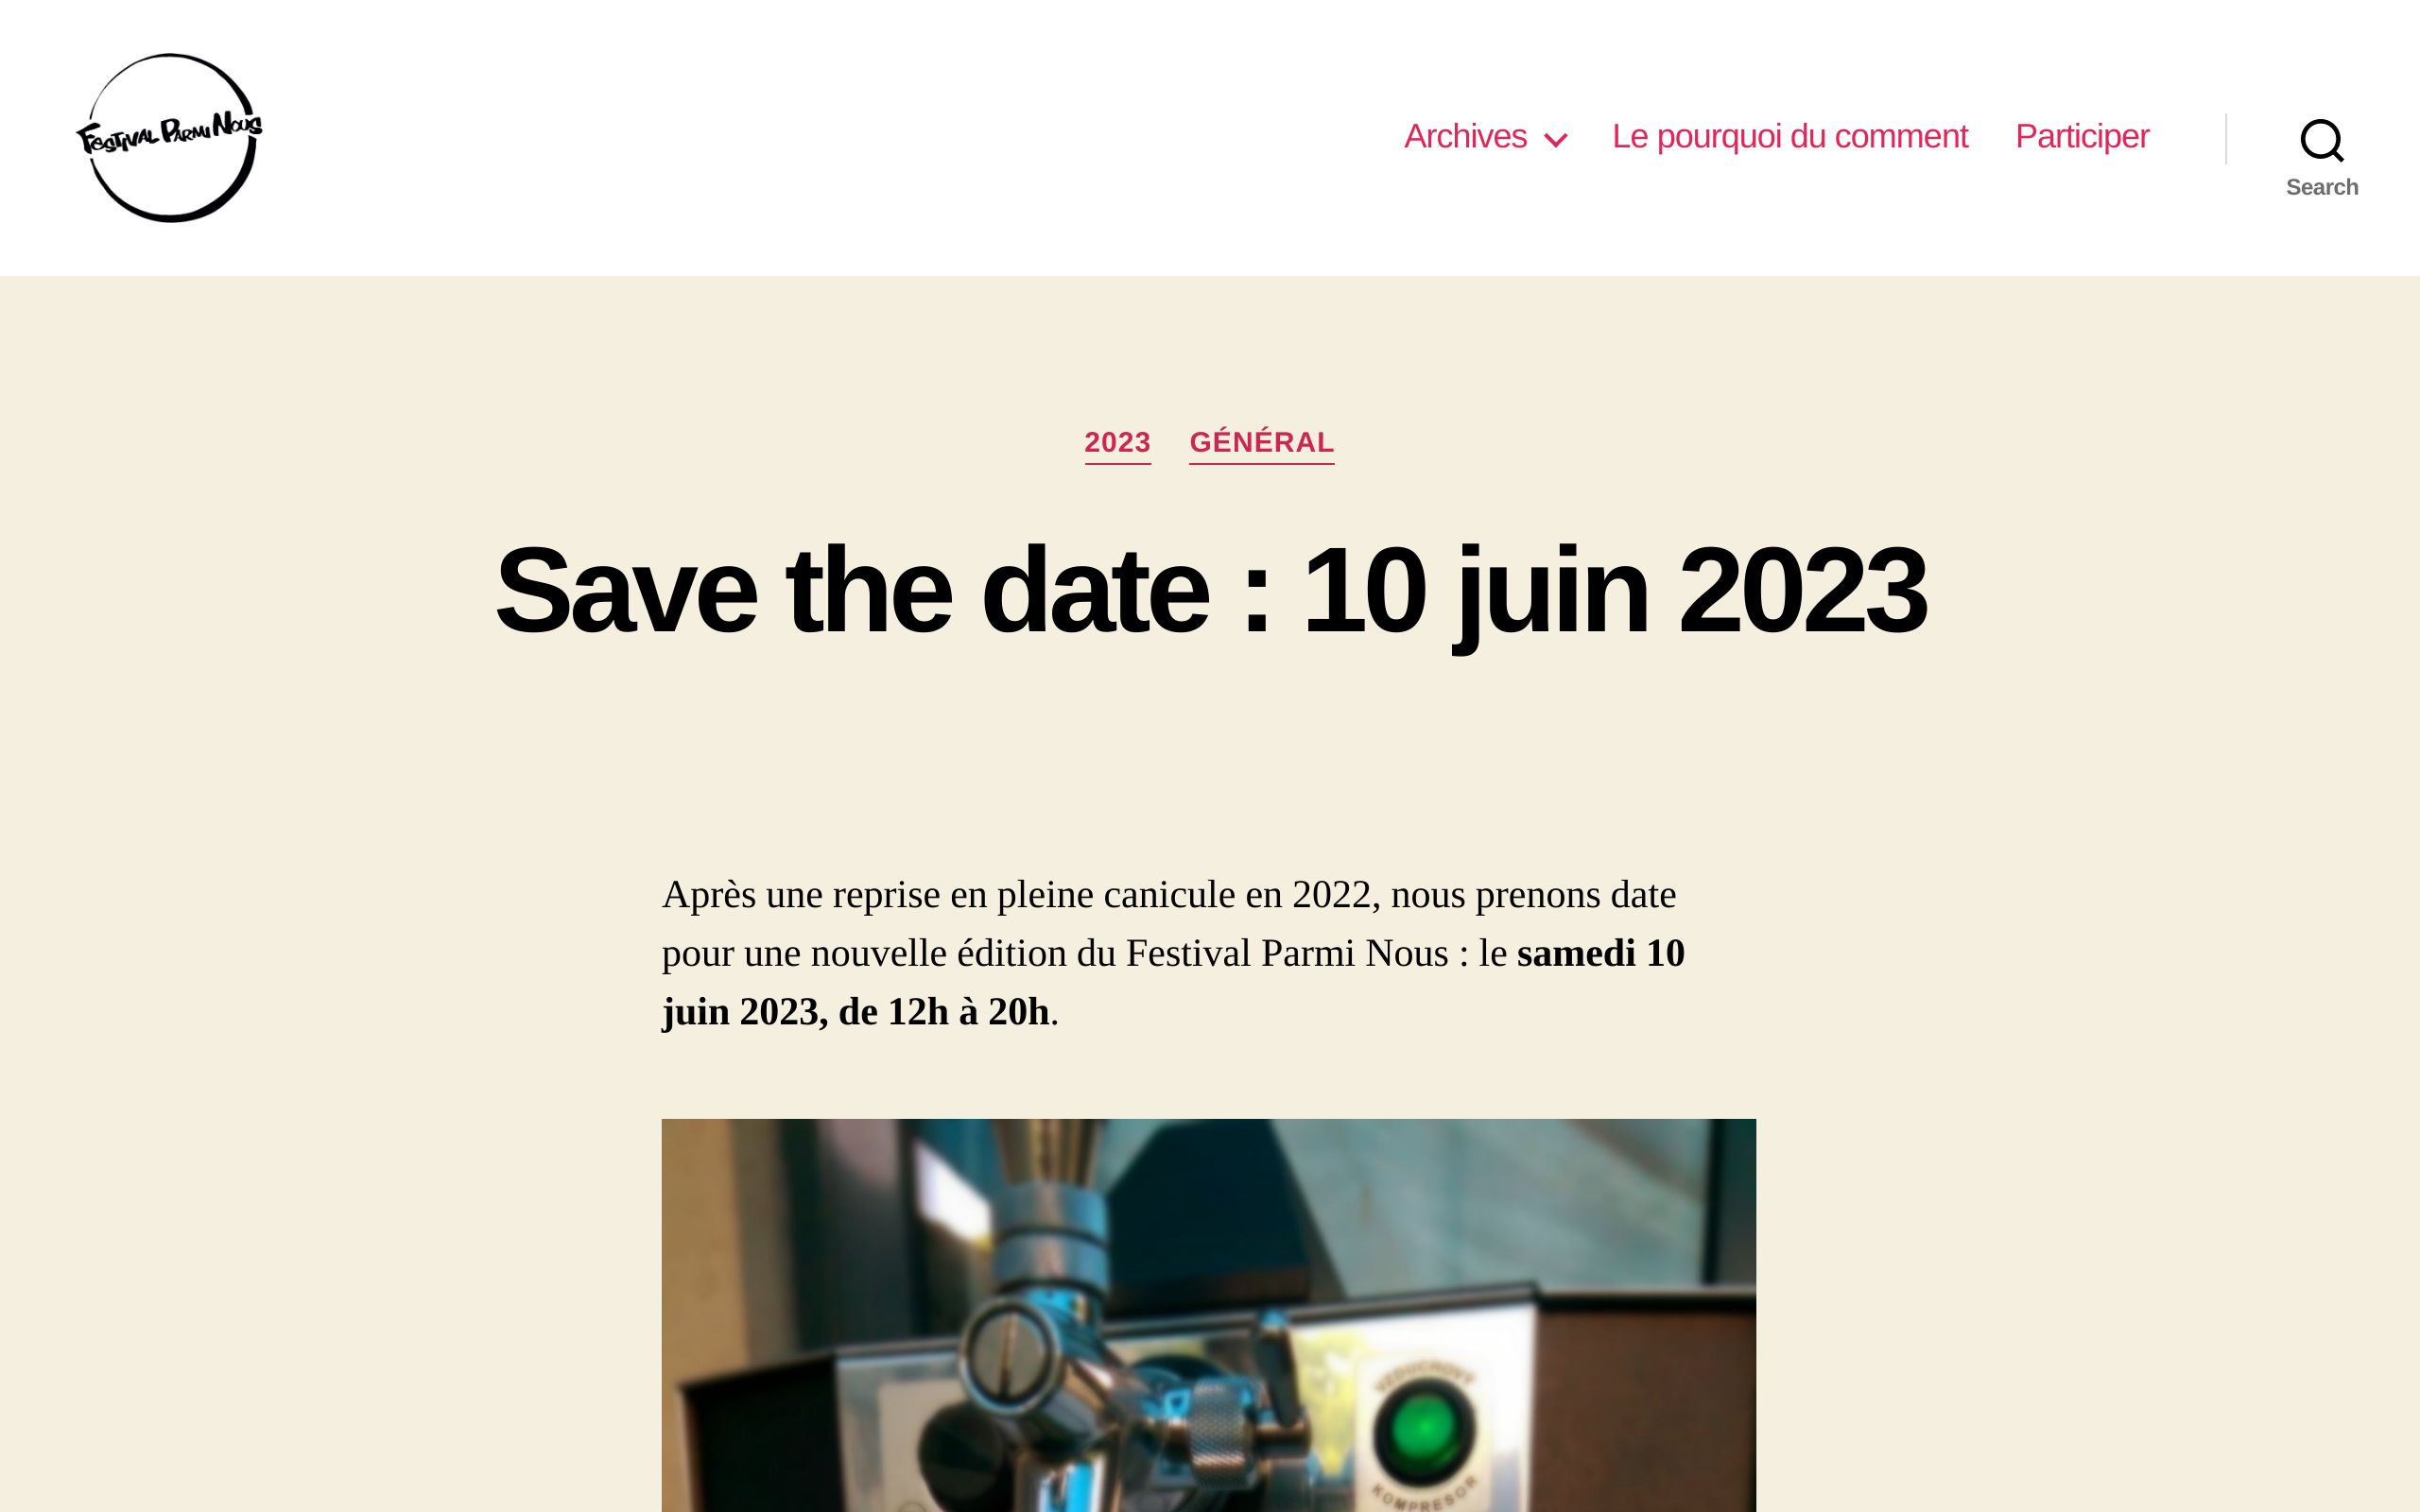 Festival Parmi Nous
Archives
Le pourquoi du comment
Participer
Search
2023
GÉNÉRAL
Save the date : 10 juin 2023
Après une reprise en pleine canicule en 2022, nous prenons date
pour une nouvelle édition du Festival Parmi Nous : le samedi 10
juin 2023, de 12h à 20h.
VZDUCHOVÝ
KOMPRESOR